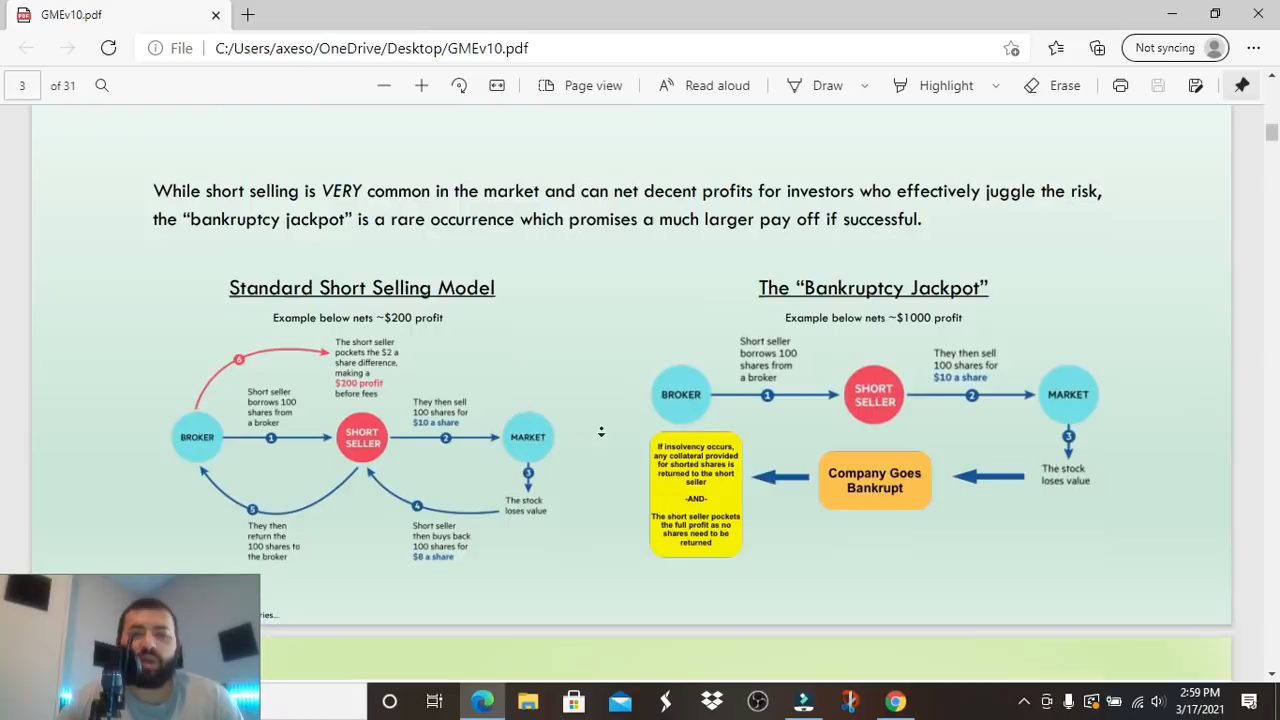 GMEv10.pdf
File
C:/Users/axeso/OneDrive/Desktop/GMEv10.pdf
Not syncing
3
of 31
Page view
Read aloud
Draw
Highlight
Erase
While short selling is VERY common in the market and can net decent profits for investors who effectively juggle the risk,
the “bankruptcy jackpot” is a rare occurrence which promises a much larger pay off if successful.
Standard Short Selling Model
Example below nets ~$200 profit
6
The short seller
pockets the $2 a
share difference,
making a
$200 profit
before fees
Short seller
borrows 100
shares from
a broker
They then sell
100 shares for
$10 a share
BROKER
1
SHORT
SELLER
2
MARKET
3
The stock
loses value
4
5
They then
return the
100 shares to
the broker
Short seller
then buys back
100 shares for
$8 a share
The “Bankruptcy Jackpot”
Example below nets ~$1000 profit
Short seller
borrows 100
shares from
a broker
They then sell
100 shares for
$10 a share
BROKER
1
SHORT
SELLER
2
MARKET
3
The stock
loses value
Company Goes
Bankrupt
If insolvency occurs,
any collateral provided
for shorted shares is
returned to the short
seller
-AND-
The short seller pockets
the full profit as no
shares need to be
returned
2:59 PM
3/17/2021